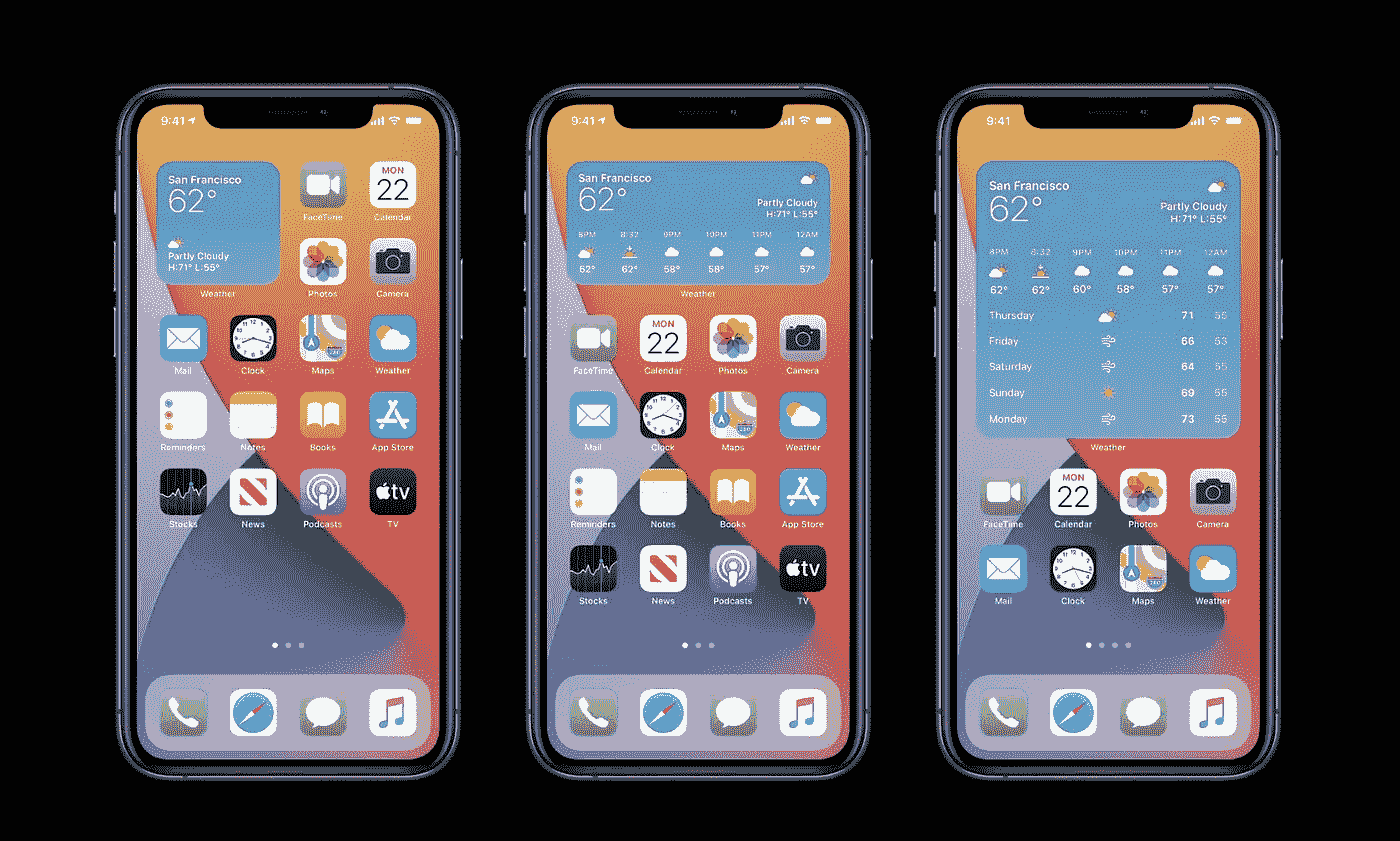 9:41
San Francisco
62°
Partly Cloudy
H:71° L:55°
Weather
FaceTime
MON
22
Calendar
Photos
Camera
Mail
Clock
Maps
Weather
Reminders
Notes
Books
App Store
Stocks
News
Podcasts
tv
TV
9:41
San Francisco
62°
Partly Cloudy
H:71° L:55°
8PM 8:32 9PM 10PM 11PM 12AM
62° 62° 58° 58° 57° 57°
Weather
FaceTime
MON
22
Calendar
Photos
Camera
Mail
Clock
Maps
Weather
Reminders
Notes
Books
App Store
Stocks
News
Podcasts
tv
TV
9:41
San Francisco
62°
Partly Cloudy
H:71° L:55°
8PM 8:32 9PM 10PM 11PM 12AM
62° 62° 60° 58° 57° 57°
Thursday 71 55
Friday 66 53
Saturday 64 55
Sunday 69 55
Monday 73 55
Weather
FaceTime
MON
22
Calendar
Photos
Camera
Mail
Clock
Maps
Weather